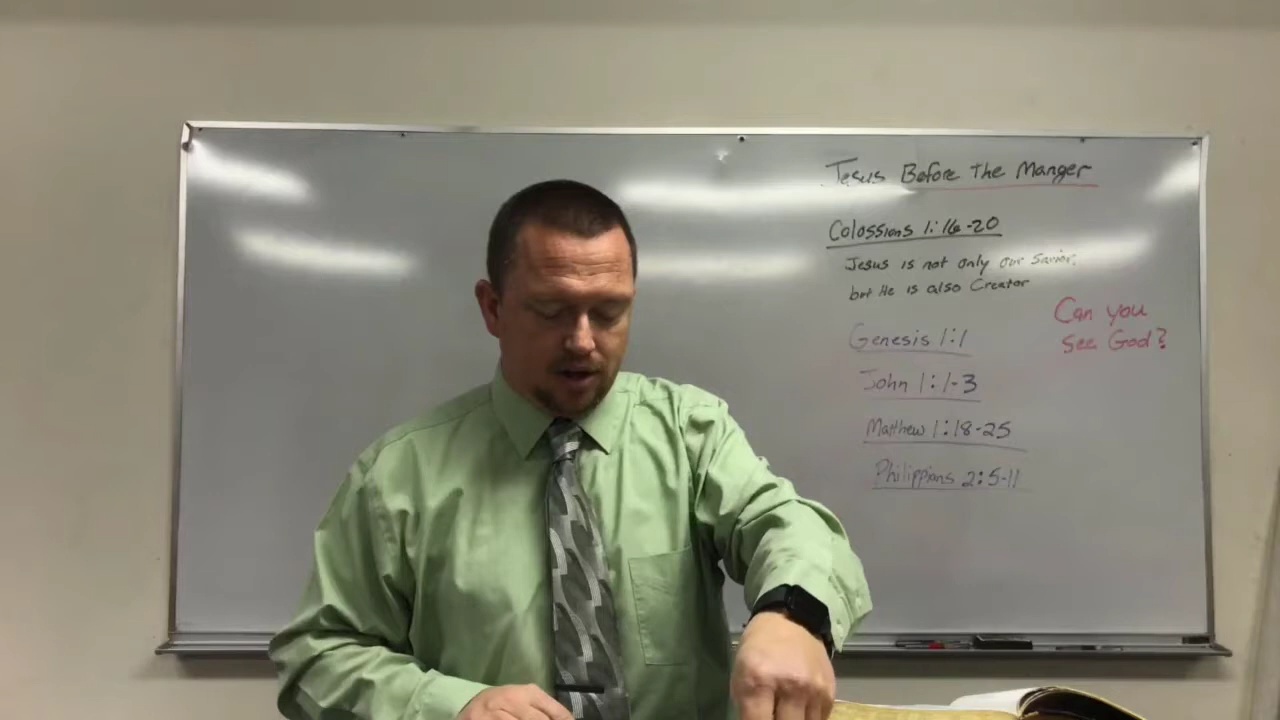 Jesus Before the Manger
Colossians 1:16-20
Jesus is not only our Savior,
but He is also Creator
Can you
see God?
Genesis 1:1
John 1:1-3
Matthew 1:18-25
Philippians 2:5-11